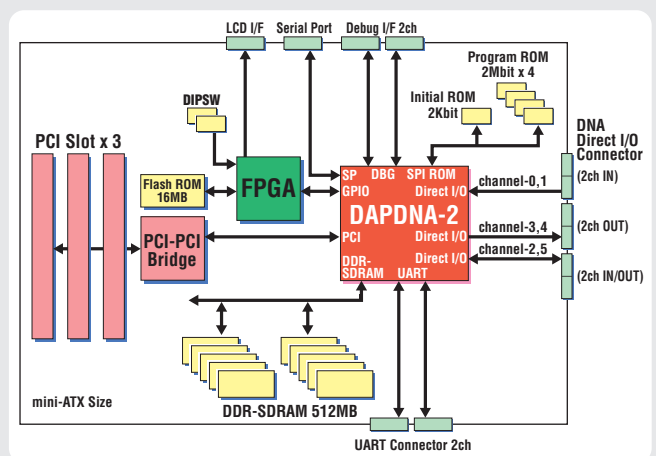 LCD I/F
Serial Port
Debug I/F 2ch
Program ROM
2Mbit x 4
Initial ROM
2Kbit
DIPSW
DNA
Direct I/O
Connector
PCI Slot x 3
(2ch IN)
Flash ROM
16MB
FPGA
SP
DBG
SPI ROM
GPIO
Direct I/O
channel-0,1
DAPDNA-2
(2ch OUT)
PCI-PCI
Bridge
PCI
Direct I/O
channel-3,4
DDR-
SDRAM
UART
Direct I/O
channel-2,5
(2ch IN/OUT)
mini-ATX Size
DDR-SDRAM 512MB
UART Connector 2ch